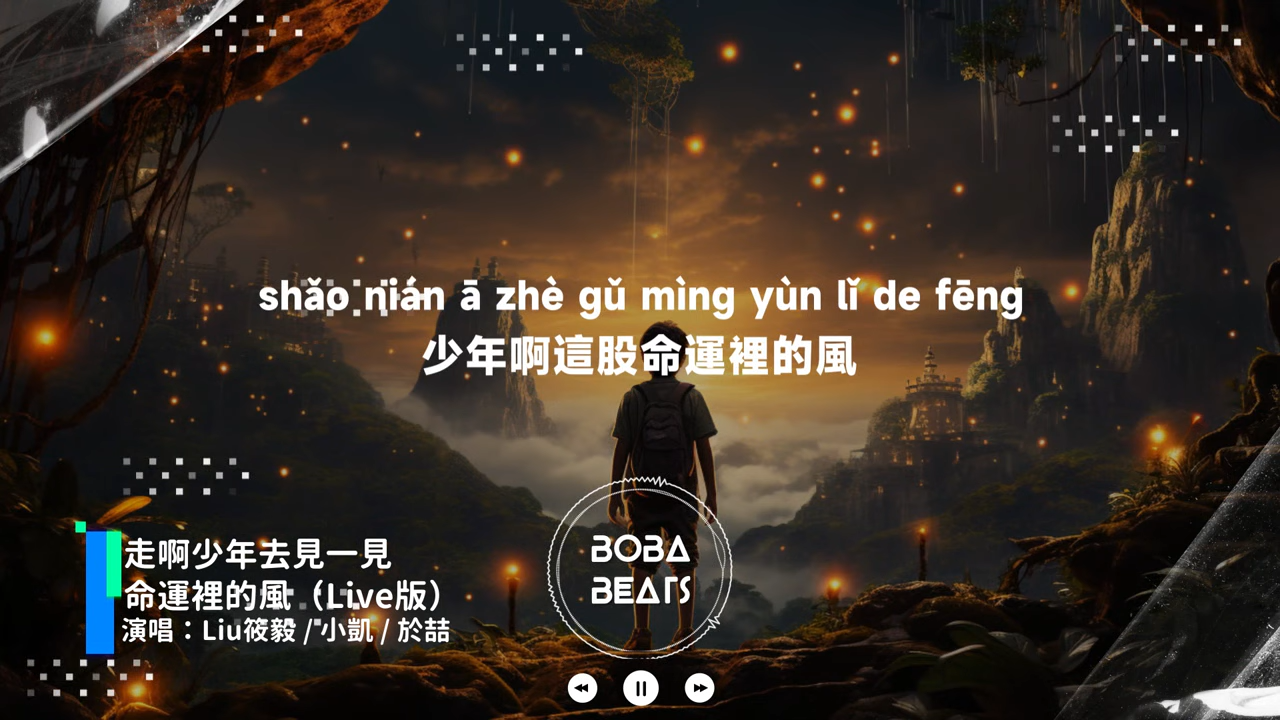 shǎo nián ā zhè gǔ mìng yùn lǐ de fēng
少年啊這股命運裡的風
走啊少年去見一見
命運裡的風（Live版）
演唱：Liu筱毅 / 小凱 / 於喆
BOBA
BEATS